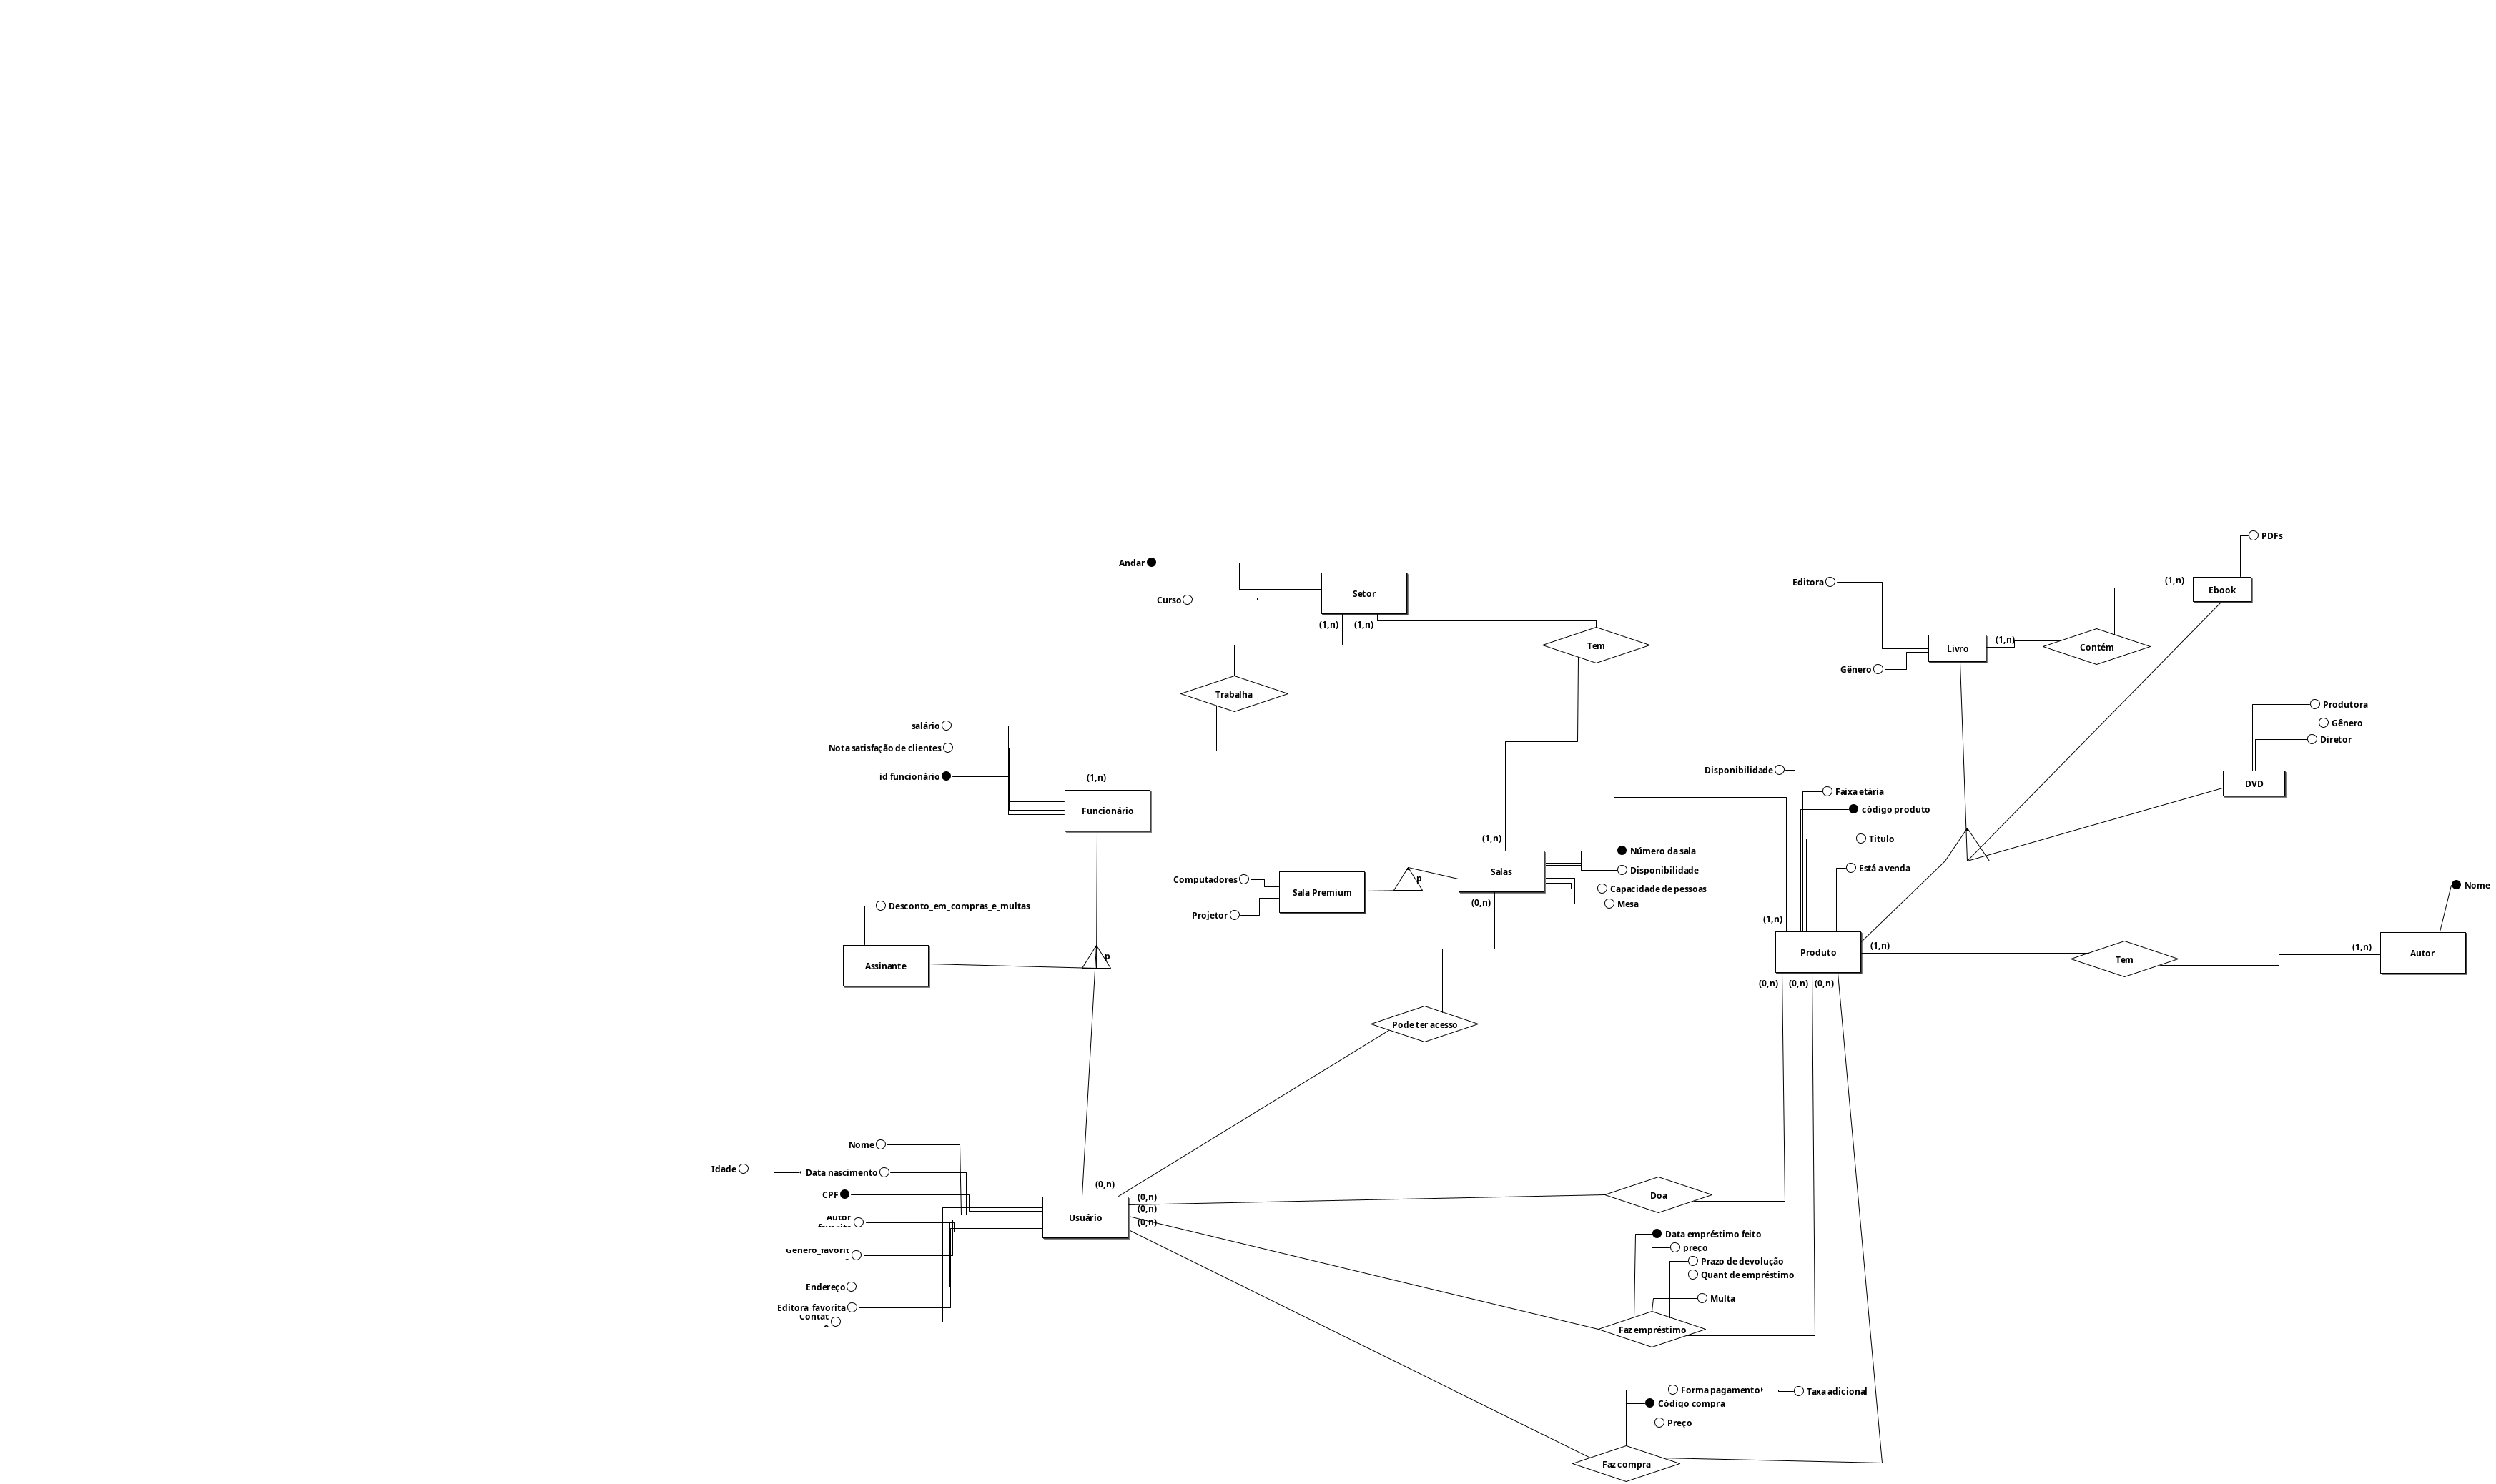 PDFs
Andar
Setor
Curso
(1,n)
(1,n)
Tem
Editora
Livro
Gênero
(1,n)
Contém
(1,n)
Ebook
Trabalha
salário
Nota satisfação de clientes
id funcionário
(1,n)
Funcionário
Produtora
Gênero
Diretor
DVD
Disponibilidade
Faixa etária
código produto
Titulo
Está a venda
(1,n)
Salas
Número da sala
Disponibilidade
Capacidade de pessoas
Mesa
(0,n)
Computadores
Sala Premium
Projetor
p
Desconto_em_compras_e_multas
Assinante
p
(1,n)
Produto
(1,n)
Tem
(1,n)
Autor
Nome
(0,n)
(0,n)
(0,n)
Pode ter acesso
Nome
Idade
Data nascimento
CPF
Autor
favorito
Genero_favorit
Endereço
Editora_favorita
Contat
(0,n)
Usuário
(0,n)
(0,n)
(0,n)
Doa
Data empréstimo feito
preço
Prazo de devolução
Quant de empréstimo
Multa
Faz empréstimo
Forma pagamento
Taxa adicional
Código compra
Preço
Faz compra